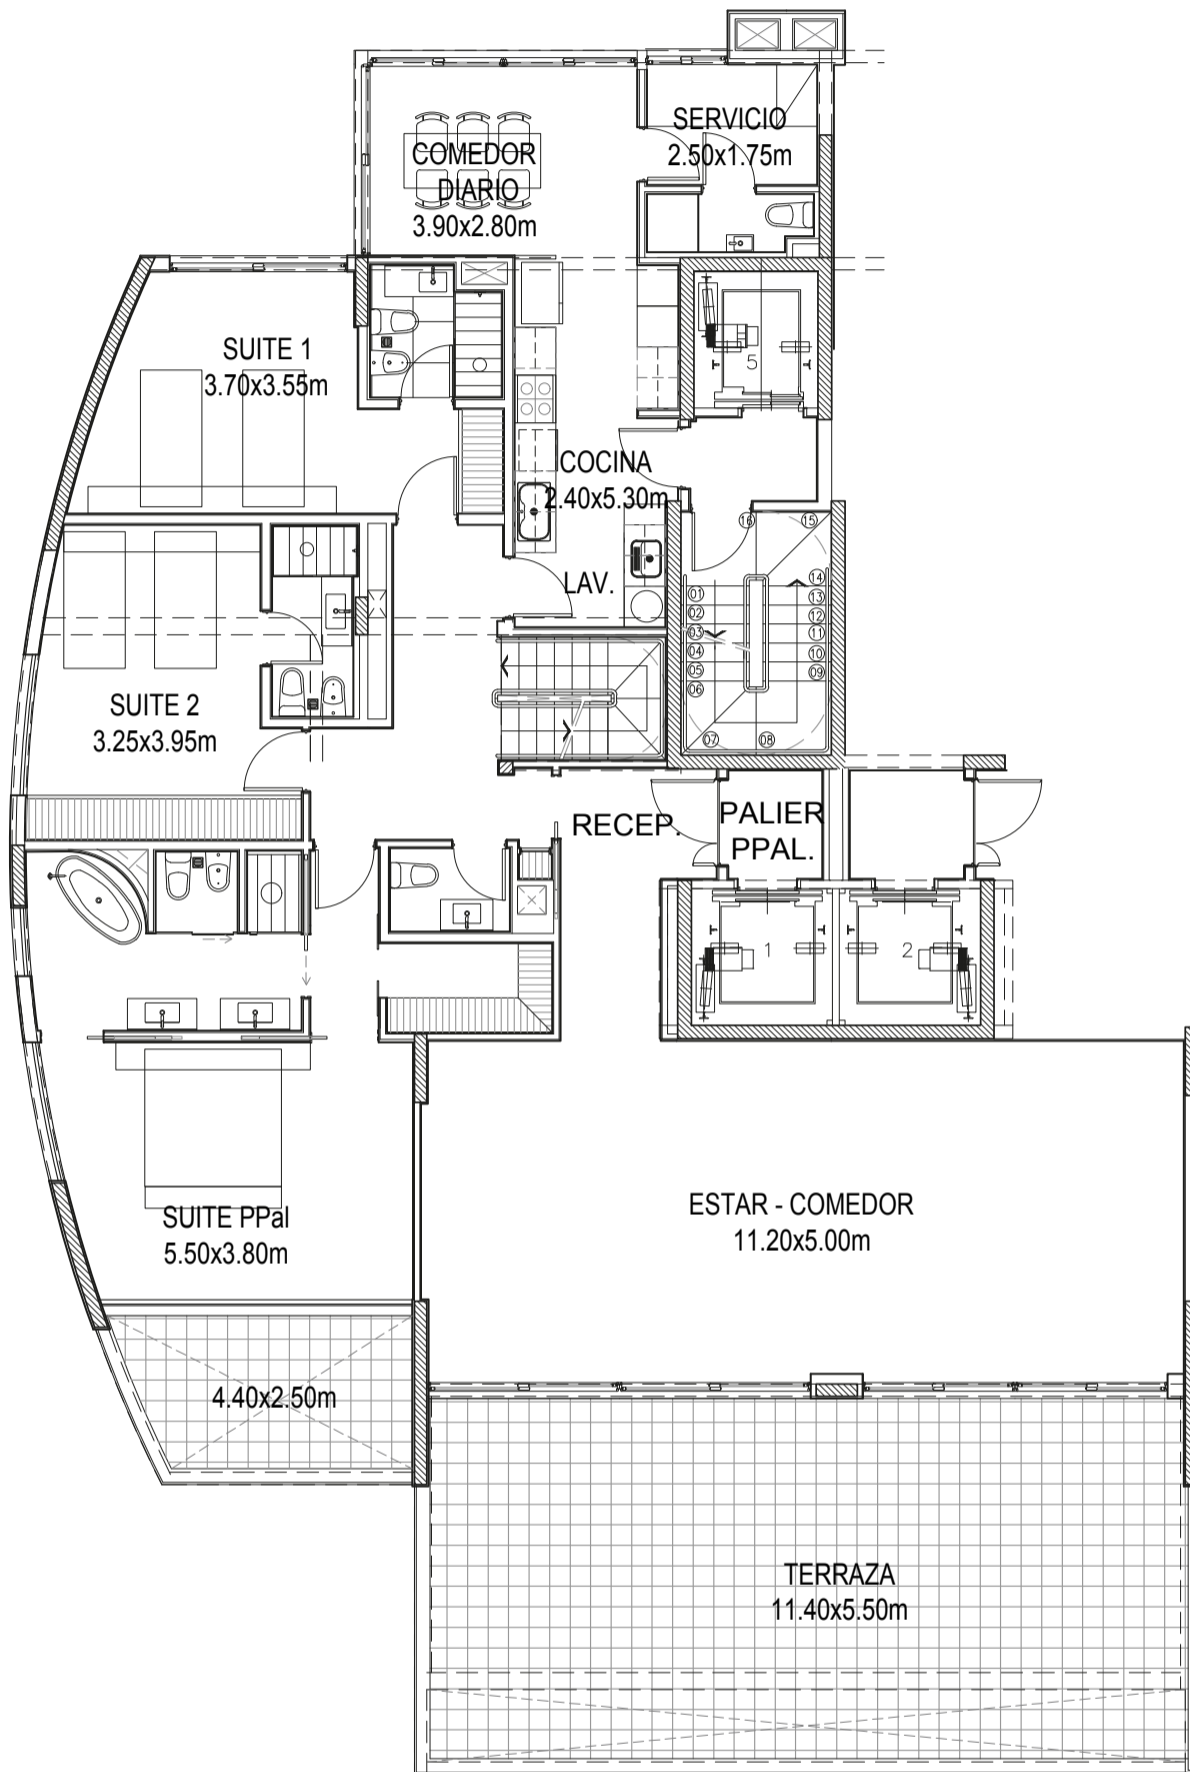 SERVICIO
2.50x1.75m
COMEDOR
DIARIO
3.90x2.80m
SUITE 1
3.70x3.55m
5
COCINA
2.40x5.30m
16
15
LAV.
14
01
13
02
12
03
11
04
10
05
09
06
SUITE 2
3.25x3.95m
07
08
RECEP.
PALIER
PPAL.
1
2
SUITE PPal
5.50x3.80m
ESTAR - COMEDOR
11.20x5.00m
4.40x2.50m
TERRAZA
11.40x5.50m